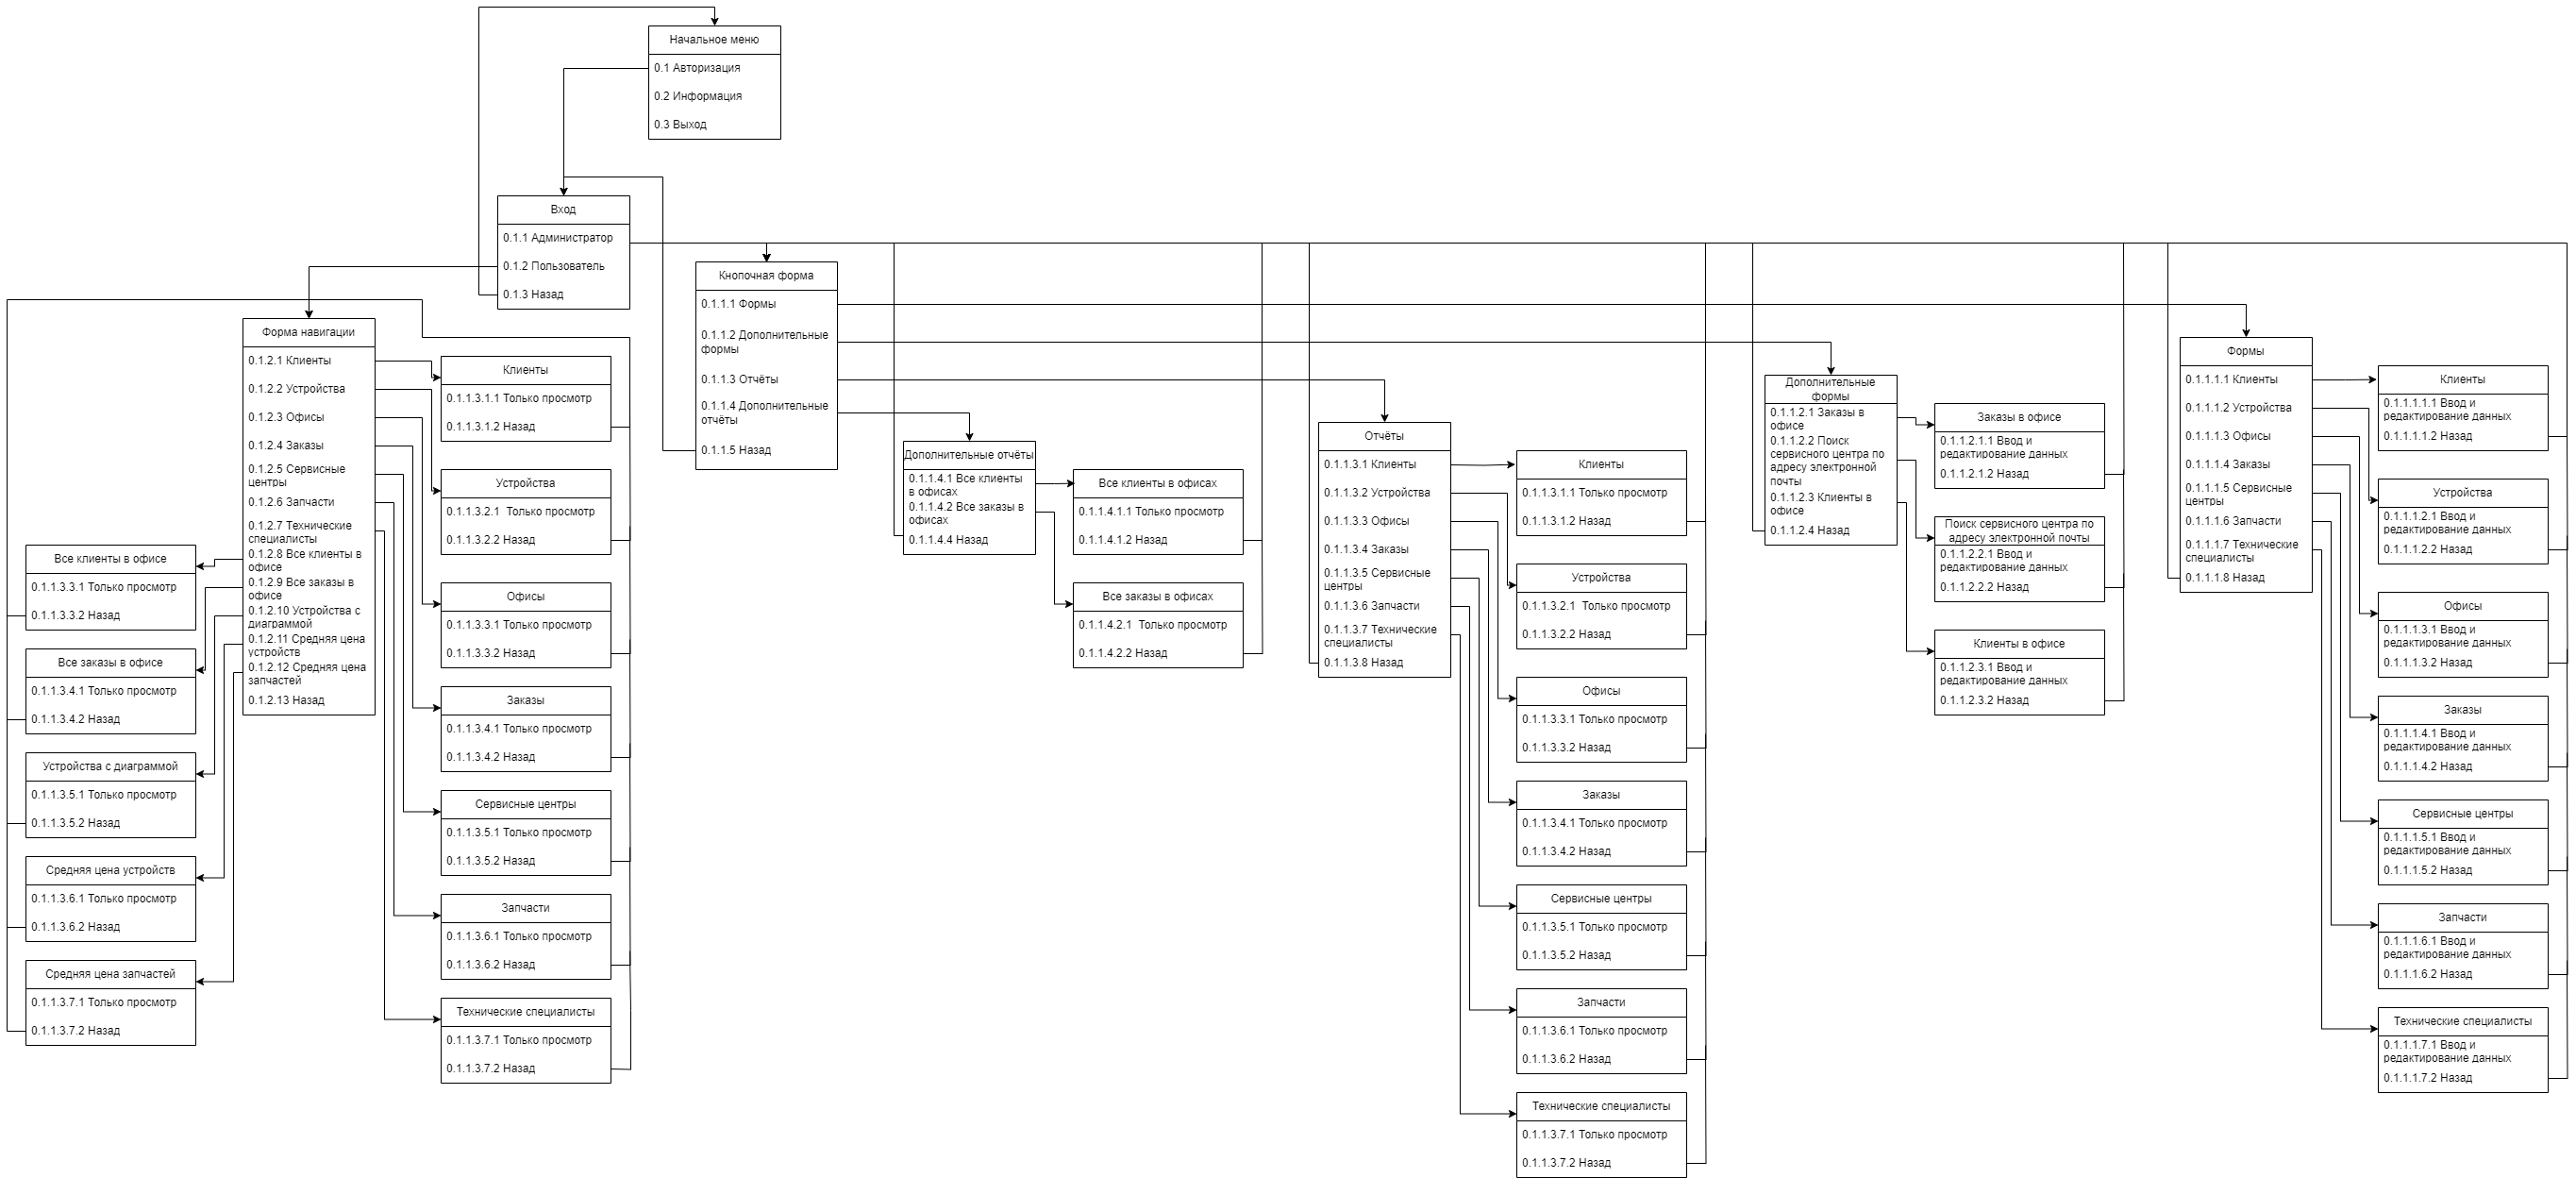 Начальное меню
0.1 Авторизация
0.2 Информация
0.3 Выход
Вход
0.1.1 Администратор
0.1.2 Пользователь
0.1.3 Назад
Форма навигации
0.1.2.1 Клиенты
0.1.2.2 Устройства
0.1.2.3 Офисы
0.1.2.4 Заказы
0.1.2.5 Сервисные
центры
0.1.2.6 Запчасти
0.1.2.7 Технические
специалисты
0.1.2.8 Все клиенты в
офисе
0.1.2.9 Все заказы в
офисе
0.1.2.10 Устройства с
диаграммой
0.1.2.11 Средняя цена
устройств
0.1.2.12 Средняя цена
запчастей
0.1.2.13 Назад
Все клиенты в офисе
0.1.1.3.3.1 Только просмотр
0.1.1.3.3.2 Назад
Все заказы в офисе
0.1.1.3.4.1 Только просмотр
0.1.1.3.4.2 Назад
Устройства с диаграммой
0.1.1.3.5.1 Только просмотр
0.1.1.3.5.2 Назад
Средняя цена устройств
0.1.1.3.6.1 Только просмотр
0.1.1.3.6.2 Назад
Средняя цена запчастей
0.1.1.3.7.1 Только просмотр
0.1.1.3.7.2 Назад
Клиенты
0.1.1.3.1.1 Только просмотр
0.1.1.3.1.2 Назад
Устройства
0.1.1.3.2.1  Только просмотр
0.1.1.3.2.2 Назад
Офисы
0.1.1.3.3.1 Только просмотр
0.1.1.3.3.2 Назад
Заказы
0.1.1.3.4.1 Только просмотр
0.1.1.3.4.2 Назад
Сервисные центры
0.1.1.3.5.1 Только просмотр
0.1.1.3.5.2 Назад
Запчасти
0.1.1.3.6.1 Только просмотр
0.1.1.3.6.2 Назад
Технические специалисты
0.1.1.3.7.1 Только просмотр
0.1.1.3.7.2 Назад
Кнопочная форма
0.1.1.1 Формы
0.1.1.2 Дополнительные
формы
0.1.1.3 Отчёты
0.1.1.4 Дополнительные
отчёты
0.1.1.5 Назад
Дополнительные отчёты
0.1.1.4.1 Все клиенты
в офисах
0.1.1.4.2 Все заказы в
офисах
0.1.1.4.4 Назад
Все клиенты в офисах
0.1.1.4.1.1 Только просмотр
0.1.1.4.1.2 Назад
Все заказы в офисах
0.1.1.4.2.1  Только просмотр
0.1.1.4.2.2 Назад
Отчёты
0.1.1.3.1 Клиенты
0.1.1.3.2 Устройства
0.1.1.3.3 Офисы
0.1.1.3.4 Заказы
0.1.1.3.5 Сервисные
центры
0.1.1.3.6 Запчасти
0.1.1.3.7 Технические
специалисты
0.1.1.3.8 Назад
Клиенты
0.1.1.3.1.1 Только просмотр
0.1.1.3.1.2 Назад
Устройства
0.1.1.3.2.1  Только просмотр
0.1.1.3.2.2 Назад
Офисы
0.1.1.3.3.1 Только просмотр
0.1.1.3.3.2 Назад
Заказы
0.1.1.3.4.1 Только просмотр
0.1.1.3.4.2 Назад
Сервисные центры
0.1.1.3.5.1 Только просмотр
0.1.1.3.5.2 Назад
Запчасти
0.1.1.3.6.1 Только просмотр
0.1.1.3.6.2 Назад
Технические специалисты
0.1.1.3.7.1 Только просмотр
0.1.1.3.7.2 Назад
Дополнительные
формы
0.1.1.2.1 Заказы в
офисе
0.1.1.2.2 Поиск
сервисного центра по
адресу электронной
почты
0.1.1.2.3 Клиенты в
офисе
0.1.1.2.4 Назад
Заказы в офисе
0.1.1.2.1.1 Ввод и
редактирование данных
0.1.1.2.1.2 Назад
Поиск сервисного центра по
адресу электронной почты
0.1.1.2.2.1 Ввод и
редактирование данных
0.1.1.2.2.2 Назад
Клиенты в офисе
0.1.1.2.3.1 Ввод и
редактирование данных
0.1.1.2.3.2 Назад
Формы
0.1.1.1.1 Клиенты
0.1.1.1.2 Устройства
0.1.1.1.3 Офисы
0.1.1.1.4 Заказы
0.1.1.1.5 Сервисные
центры
0.1.1.1.6 Запчасти
0.1.1.1.7 Технические
специалисты
0.1.1.1.8 Назад
Клиенты
0.1.1.1.1.1 Ввод и
редактирование данных
0.1.1.1.1.2 Назад
Устройства
0.1.1.1.2.1 Ввод и
редактирование данных
0.1.1.1.2.2 Назад
Офисы
0.1.1.1.3.1 Ввод и
редактирование данных
0.1.1.1.3.2 Назад
Заказы
0.1.1.1.4.1 Ввод и
редактирование данных
0.1.1.1.4.2 Назад
Сервисные центры
0.1.1.1.5.1 Ввод и
редактирование данных
0.1.1.1.5.2 Назад
Запчасти
0.1.1.1.6.1 Ввод и
редактирование данных
0.1.1.1.6.2 Назад
Технические специалисты
0.1.1.1.7.1 Ввод и
редактирование данных
0.1.1.1.7.2 Назад